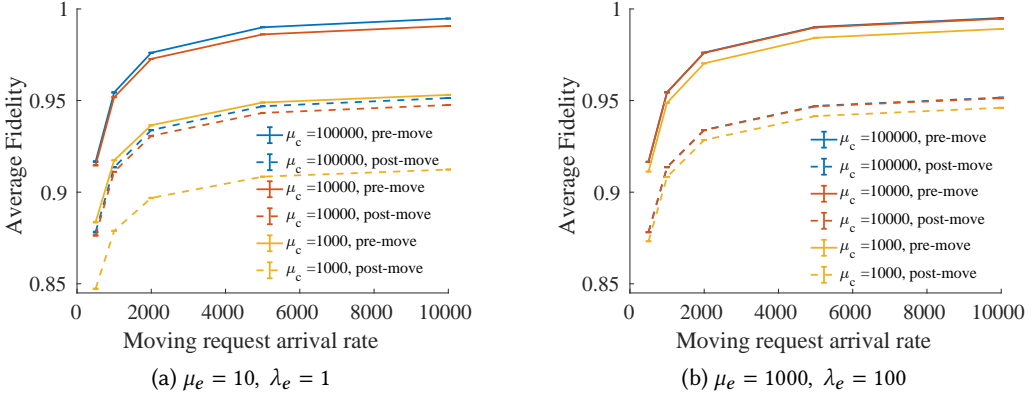 1
0.95
0.9
0.85
Average Fidelity
μc =100000, pre-move
μc =100000, post-move
μc =10000, pre-move
μc =10000, post-move
μc =1000, pre-move
μc =1000, post-move
0 2000 4000 6000 8000 10000
Moving request arrival rate
(a) μe = 10, λe = 1
1
0.95
0.9
0.85
Average Fidelity
μc =100000, pre-move
μc =100000, post-move
μc =10000, pre-move
μc =10000, post-move
μc =1000, pre-move
μc =1000, post-move
0 2000 4000 6000 8000 10000
Moving request arrival rate
(b) μe = 1000, λe = 100